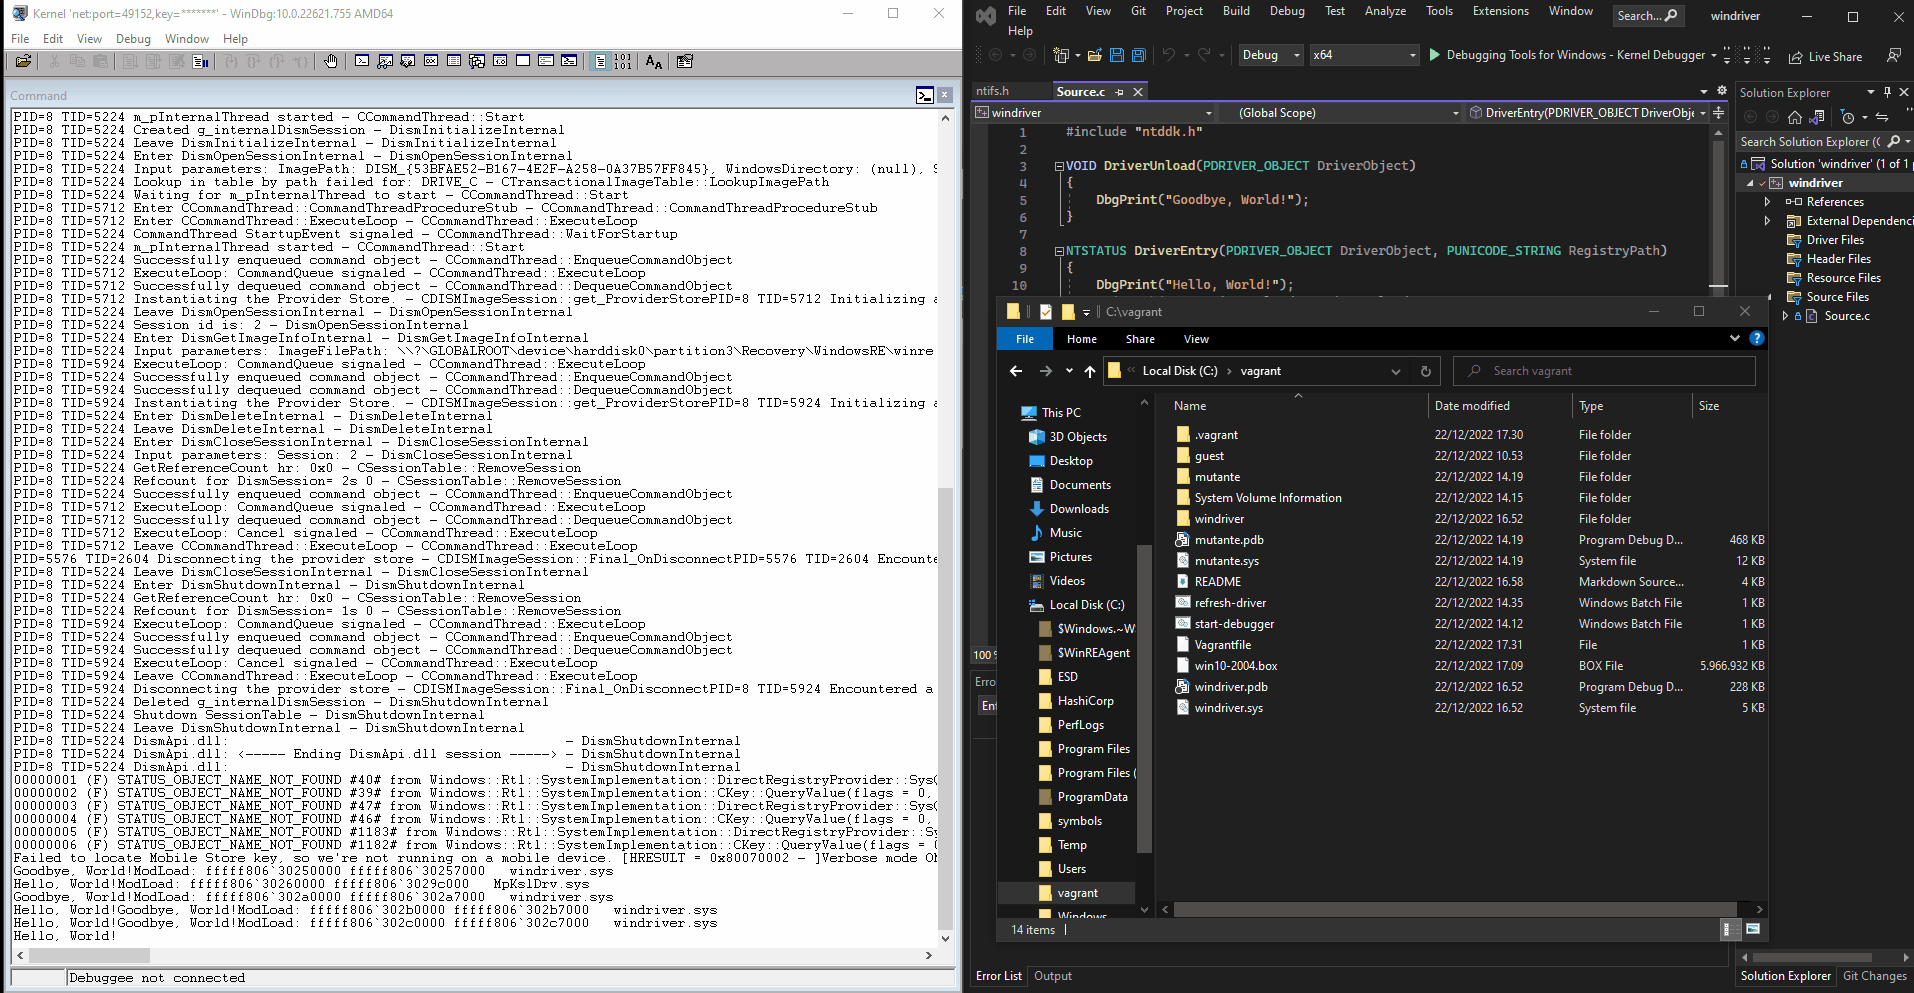 Kernel 'net:port=49152,key=*******' - WinDbg:10.0.22621.755 AMD64
File Edit View Debug Window Help
Command
PID=8 TID=5224 m_pInternalThread started - CCommandThread::Start
PID=8 TID=5224 Created g_internalDismSession - DismInitializeInternal
PID=8 TID=5224 Leave DismInitializeInternal - DismInitializeInternal
PID=8 TID=5224 Enter DismOpenSessionInternal - DismOpenSessionInternal
PID=8 TID=5224 Input parameters: ImagePath: DISM_{53BFAE52-B167-4E2F-A258-0A37B57FF845}, WindowsDirectory: (null), S
PID=8 TID=5224 Lookup in table by path failed for: DRIVE_C - CTransactionalImageTable::LookupImagePath
PID=8 TID=5224 Waiting for m_pInternalThread to start - CCommandThread::Start
PID=8 TID=5712 Enter CCommandThread::CommandThreadProcedureStub - CCommandThread::CommandThreadProcedureStub
PID=8 TID=5712 Enter CCommandThread::ExecuteLoop - CCommandThread::ExecuteLoop
PID=8 TID=5224 CommandThread StartupEvent signaled - CCommandThread::WaitForStartup
PID=8 TID=5224 m_pInternalThread started - CCommandThread::Start
PID=8 TID=5224 Successfully enqueued command object - CCommandThread::EnqueueCommandObject
PID=8 TID=5712 ExecuteLoop: CommandQueue signaled - CCommandThread::ExecuteLoop
PID=8 TID=5712 Successfully dequeued command object - CCommandThread::DequeueCommandObject
PID=8 TID=5712 Instantiating the Provider Store. - CDISMImageSession::get_ProviderStorePID=8 TID=5712 Initializing a
PID=8 TID=5224 Leave DismOpenSessionInternal - DismOpenSessionInternal
PID=8 TID=5224 Session id is: 2 - DismOpenSessionInternal
PID=8 TID=5224 Enter DismGetImageInfoInternal - DismGetImageInfoInternal
PID=8 TID=5224 Input parameters: ImageFilePath: \\?\GLOBALROOT\device\harddisk0\partition3\Recovery\WindowsRE\winre
PID=8 TID=5924 ExecuteLoop: CommandQueue signaled - CCommandThread::ExecuteLoop
PID=8 TID=5224 Successfully enqueued command object - CCommandThread::EnqueueCommandObject
PID=8 TID=5924 Successfully dequeued command object - CCommandThread::DequeueCommandObject
PID=8 TID=5924 Instantiating the Provider Store. - CDISMImageSession::get_ProviderStorePID=8 TID=5924 Initializing a
PID=8 TID=5224 Enter DismDeleteInternal - DismDeleteInternal
PID=8 TID=5224 Leave DismDeleteInternal - DismDeleteInternal
PID=8 TID=5224 Enter DismCloseSessionInternal - DismCloseSessionInternal
PID=8 TID=5224 Input parameters: Session: 2 - DismCloseSessionInternal
PID=8 TID=5224 GetReferenceCount hr: 0x0 - CSessionTable::RemoveSession
PID=8 TID=5224 Refcount for DismSession= 2s 0 - CSessionTable::RemoveSession
PID=8 TID=5224 Successfully enqueued command object - CCommandThread::EnqueueCommandObject
PID=8 TID=5712 ExecuteLoop: CommandQueue signaled - CCommandThread::ExecuteLoop
PID=8 TID=5712 Successfully dequeued command object - CCommandThread::DequeueCommandObject
PID=8 TID=5712 ExecuteLoop: Cancel signaled - CCommandThread::ExecuteLoop
PID=8 TID=5712 Leave CCommandThread::ExecuteLoop - CCommandThread::ExecuteLoop
PID=5576 TID=2604 Disconnecting the provider store - CDISMImageSession::Final_OnDisconnectPID=5576 TID=2604 Encounte
PID=8 TID=5224 Leave DismCloseSessionInternal - DismCloseSessionInternal
PID=8 TID=5224 Enter DismShutdownInternal - DismShutdownInternal
PID=8 TID=5224 GetReferenceCount hr: 0x0 - CSessionTable::RemoveSession
PID=8 TID=5224 Refcount for DismSession= 1s 0 - CSessionTable::RemoveSession
PID=8 TID=5924 ExecuteLoop: CommandQueue signaled - CCommandThread::ExecuteLoop
PID=8 TID=5224 Successfully enqueued command object - CCommandThread::EnqueueCommandObject
PID=8 TID=5924 Successfully dequeued command object - CCommandThread::DequeueCommandObject
PID=8 TID=5924 ExecuteLoop: Cancel signaled - CCommandThread::ExecuteLoop
PID=8 TID=5924 Leave CCommandThread::ExecuteLoop - CCommandThread::ExecuteLoop
PID=8 TID=5924 Disconnecting the provider store - CDISMImageSession::Final_OnDisconnectPID=8 TID=5924 Encountered a
PID=8 TID=5224 Deleted g_internalDismSession - DismShutdownInternal
PID=8 TID=5224 Shutdown SessionTable - DismShutdownInternal
PID=8 TID=5224 Leave DismShutdownInternal - DismShutdownInternal
PID=8 TID=5224 DismApi.dll: - DismShutdownInternal
PID=8 TID=5224 DismApi.dll: <----- Ending DismApi.dll session -----> - DismShutdownInternal
PID=8 TID=5224 DismApi.dll: - DismShutdownInternal
00000001 (F) STATUS_OBJECT_NAME_NOT_FOUND #40# from Windows::Rtl::SystemImplementation::DirectRegistryProvider::Sys(
00000002 (F) STATUS_OBJECT_NAME_NOT_FOUND #39# from Windows::Rtl::SystemImplementation::CKey::QueryValue(flags = 0,
00000003 (F) STATUS_OBJECT_NAME_NOT_FOUND #47# from Windows::Rtl::SystemImplementation::DirectRegistryProvider::Sys(
00000004 (F) STATUS_OBJECT_NAME_NOT_FOUND #46# from Windows::Rtl::SystemImplementation::CKey::QueryValue(flags = 0,
00000005 (F) STATUS_OBJECT_NAME_NOT_FOUND #1183# from Windows::Rtl::SystemImplementation::DirectRegistryProvider::Sy
00000006 (F) STATUS_OBJECT_NAME_NOT_FOUND #1182# from Windows::Rtl::SystemImplementation::CKey::QueryValue(flags = 0
Failed to locate Mobile Store key, so we're not running on a mobile device. [HRESULT = 0x80070002 - ]Verbose mode O
Goodbye, World!ModLoad: fffff806`30250000 fffff806`30257000 windriver.sys
Hello, World!ModLoad: fffff806`30260000 fffff806`3029c000 MpKslDrv.sys
Goodbye, World!ModLoad: fffff806`302a0000 fffff806`302a7000 windriver.sys
Hello, World!Goodbye, World!ModLoad: fffff806`302b0000 fffff806`302b7000 windriver.sys
Hello, World!Goodbye, World!ModLoad: fffff806`302c0000 fffff806`302c7000 windriver.sys
Hello, World!
Debuggee not connected
File Edit View Git Project Build Debug Test Analyze Tools Extensions Window Search... windriver
Help
Debug x64 Debugging Tools for Windows - Kernel Debugger Live Share
ntifs.h Source.c
windriver (Global Scope) DriverEntry(PDRIVER_OBJECT DriverObje
1 #include "ntddk.h"
2
3 VOID DriverUnload(PDRIVER_OBJECT DriverObject)
4 {
5 DbgPrint("Goodbye, World!");
6 }
7
8 NTSTATUS DriverEntry(PDRIVER_OBJECT DriverObject, PUNICODE_STRING RegistryPath)
9 {
10 DbgPrint("Hello, World!");
100 %
Erro
Ent
Error List Output
Solution Explorer
Search Solution Explorer (
Solution 'windriver' (1 of 1
windriver
References
External Dependenci
Driver Files
Header Files
Resource Files
Source Files
Source.c
Solution Explorer Git Changes
C:\vagrant
File Home Share View
Local Disk (C:) vagrant Search vagrant
This PC
3D Objects
Desktop
Documents
Downloads
Music
Pictures
Videos
Local Disk (C:)
$Windows.~W
$WinREAgent
ESD
HashiCorp
PerfLogs
Program Files
Program Files (
ProgramData
symbols
Temp
Users
vagrant
Windows
Name Date modified Type Size
.vagrant 22/12/2022 17.30 File folder
guest 22/12/2022 10.53 File folder
mutante 22/12/2022 14.19 File folder
System Volume Information 22/12/2022 14.15 File folder
windriver 22/12/2022 16.52 File folder
mutante.pdb 22/12/2022 14.19 Program Debug D... 468 KB
mutante.sys 22/12/2022 14.19 System file 12 KB
README 22/12/2022 16.58 Markdown Source... 4 KB
refresh-driver 22/12/2022 14.35 Windows Batch File 1 KB
start-debugger 22/12/2022 14.12 Windows Batch File 1 KB
Vagrantfile 22/12/2022 17.31 File 1 KB
win10-2004.box 22/12/2022 17.09 BOX File 5.966.932 KB
windriver.pdb 22/12/2022 16.52 Program Debug D... 228 KB
windriver.sys 22/12/2022 16.52 System file 5 KB
14 items